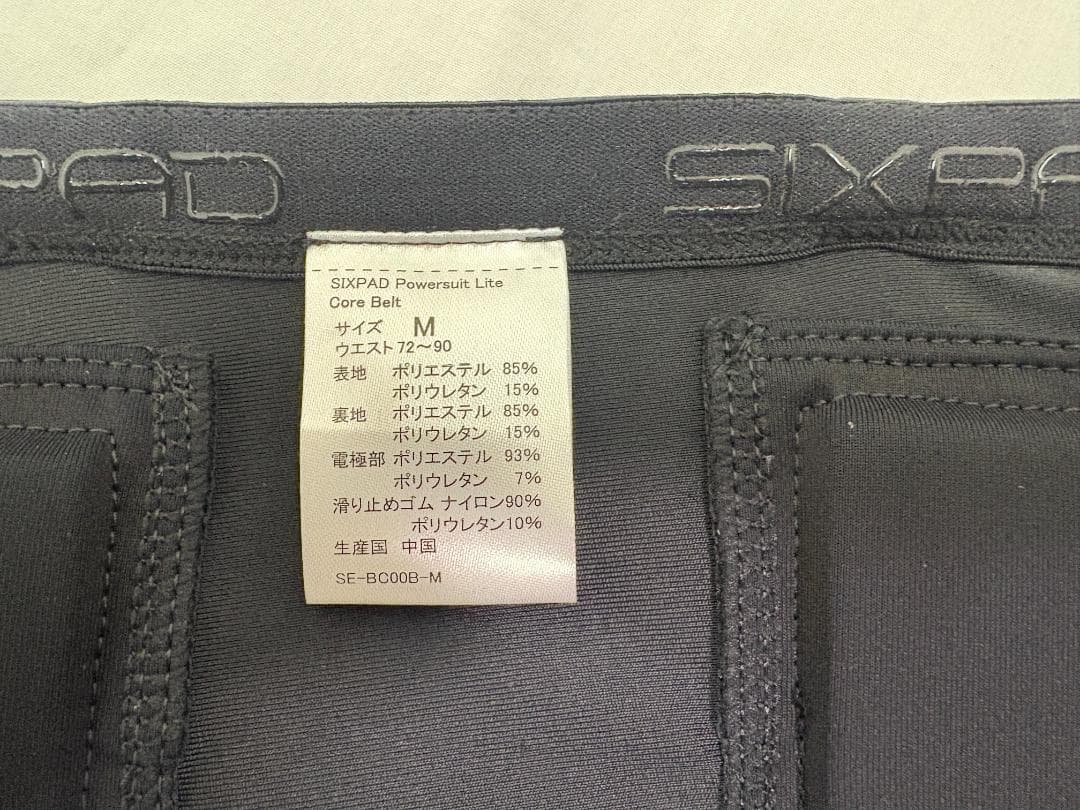 PAD
SIXPA
SIXPAD Powersuit Lite
Core Belt
サイズ M
ウエスト 72～90
表地 ポリエステル 85%
ポリウレタン 15%
裏地 ポリエステル 85%
ポリウレタン 15%
電極部 ポリエステル 93%
ポリウレタン 7%
滑り止めゴム ナイロン90%
ポリウレタン10%
生産国 中国
SE-BC00B-M